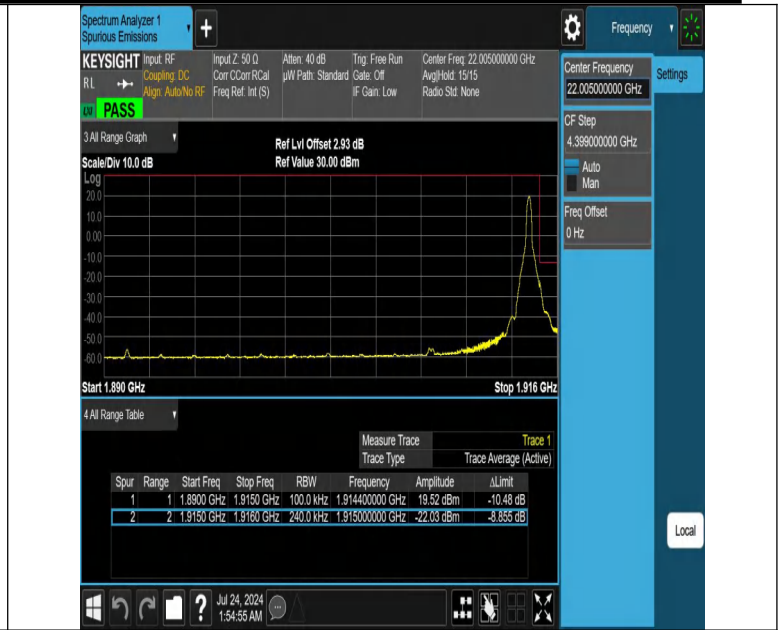 Spectrum Analyzer 1
Spurious Emissions
+
Frequency
KEYSIGHT
RL
LXI
PASS
Input: RF
Coupling: DC
Align: Auto/No RF
Input Z: 50 Ω
Corr CCorr RCal
Freq Ref: Int (S)
Atten: 40 dB
µW Path: Standard
Trig: Free Run
Gate: Off
IF Gain: Low
Center Freq: 22.005000000 GHz
Avg|Hold: 15/15
Radio Std: None
Center Frequency
22.005000000 GHz
Settings
CF Step
4.399000000 GHz
Auto
Man
Freq Offset
0 Hz
3 All Range Graph
Scale/Div 10.0 dB
Ref Lvl Offset 2.93 dB
Ref Value 30.00 dBm
Log
20.0
10.0
0.00
-10.0
-20.0
-30.0
-40.0
-50.0
-60.0
Start 1.890 GHz
Stop 1.916 GHz
4 All Range Table
Measure Trace Trace 1
Trace Type Trace Average (Active)
Spur Range Start Freq Stop Freq RBW Frequency Amplitude ΔLimit
1 1 1.8900 GHz 1.9150 GHz 100.0 kHz 1.914400000 GHz 19.52 dBm -10.48 dB
2 2 1.9150 GHz 1.9160 GHz 240.0 kHz 1.915000000 GHz -22.03 dBm -8.855 dB
Local
?
Jul 24, 2024
1:54:55 AM